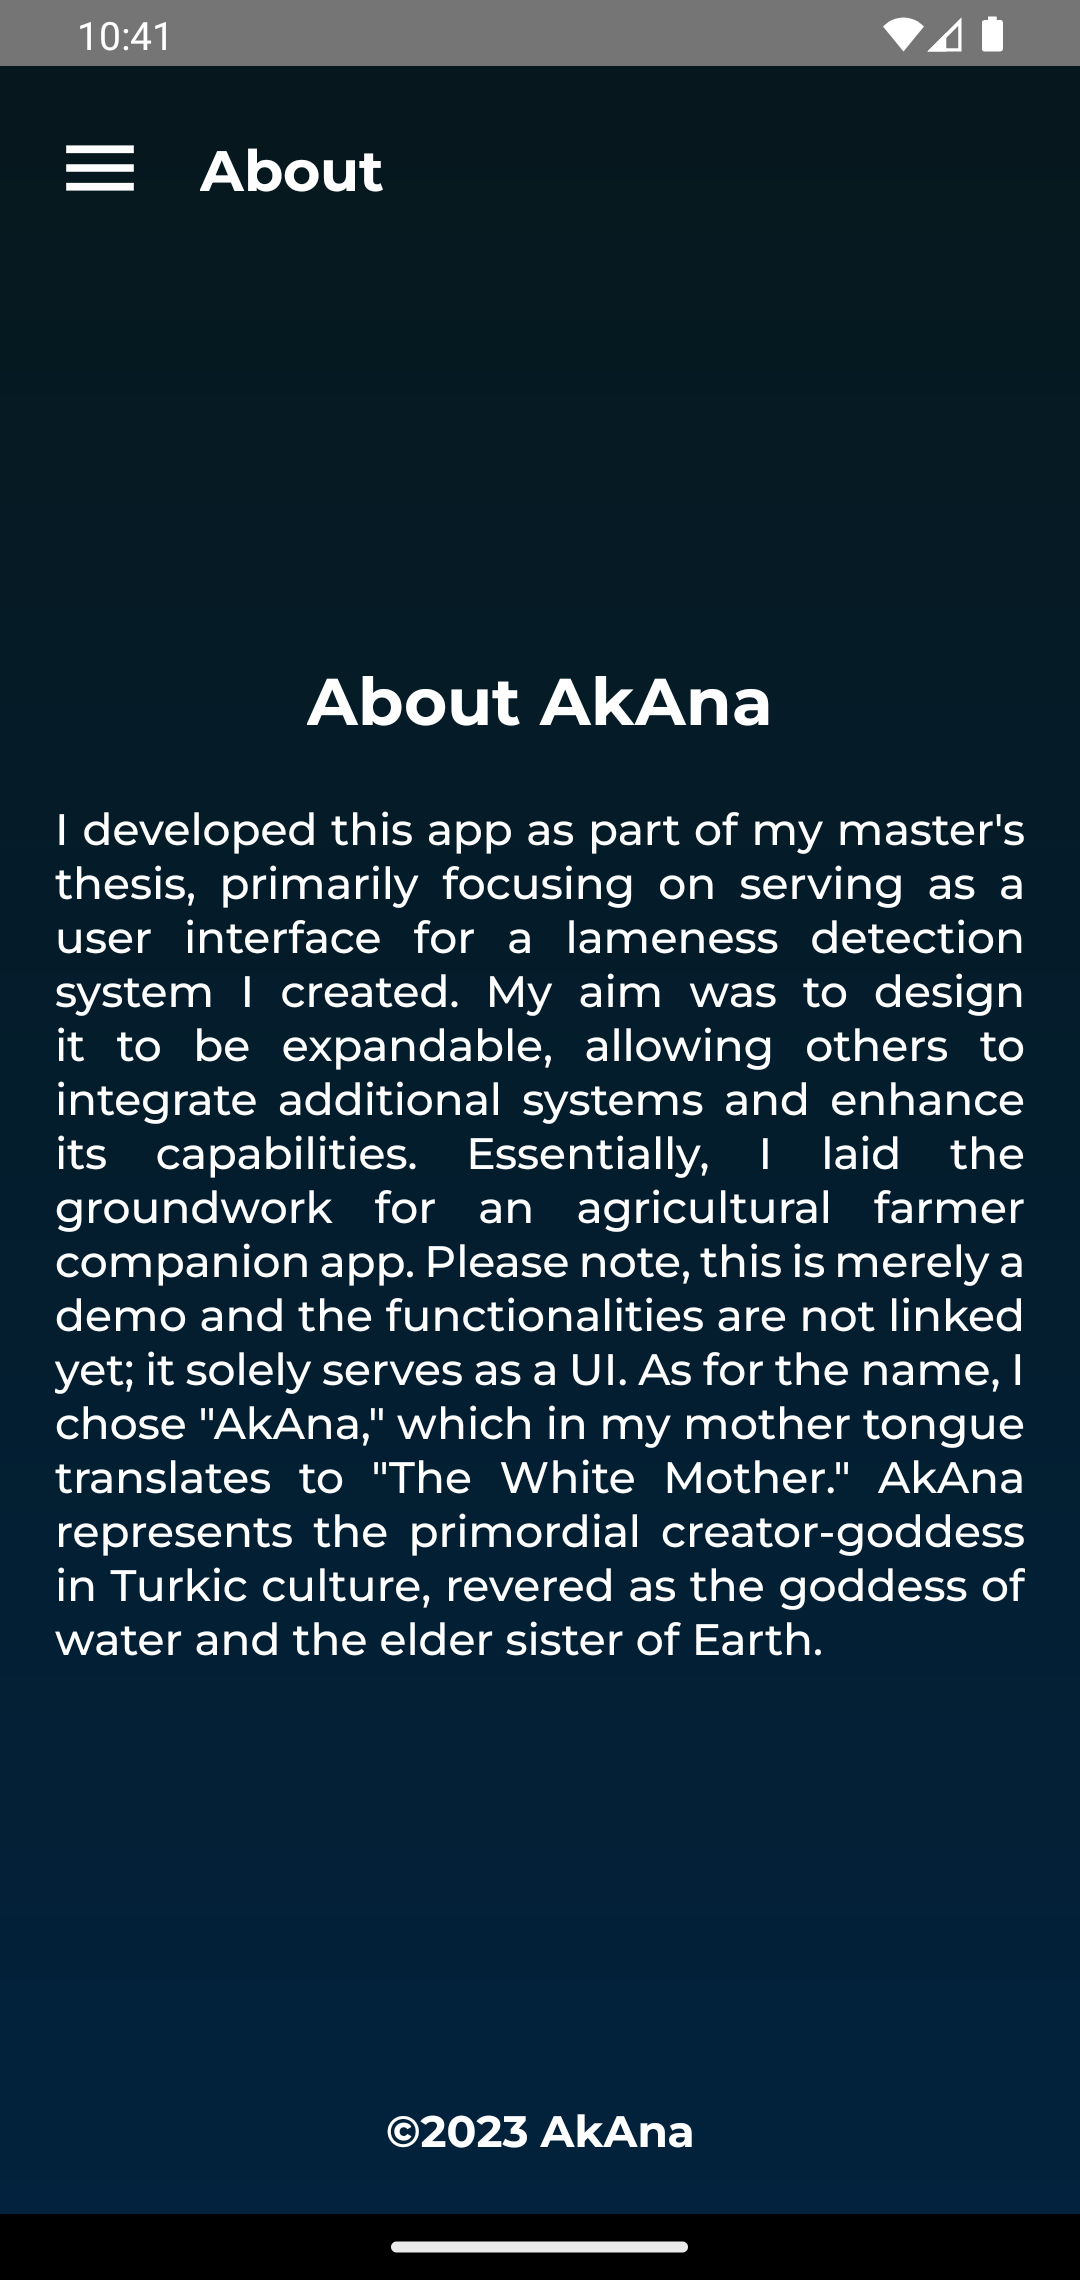 10:41
About
About AkAna
I developed this app as part of my master's
thesis, primarily focusing on serving as a
user interface for a lameness detection
system I created. My aim was to design
it to be expandable, allowing others to
integrate additional systems and enhance
its capabilities. Essentially, I laid the
groundwork for an agricultural farmer
companion app. Please note, this is merely a
demo and the functionalities are not linked
yet; it solely serves as a UI. As for the name, I
chose "AkAna," which in my mother tongue
translates to "The White Mother." AkAna
represents the primordial creator-goddess
in Turkic culture, revered as the goddess of
water and the elder sister of Earth.
©2023 AkAna